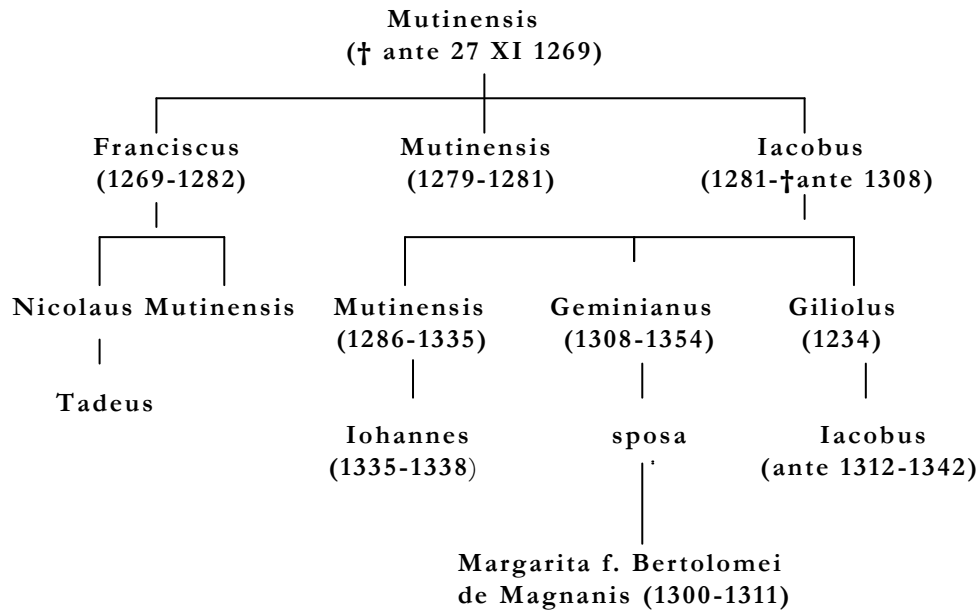 Mutinensis
(† ante 27 XI 1269)
Franciscus
(1269-1282)
Mutinensis
(1279-1281)
Iacobus
(1281-†ante 1308)
Nicolaus Mutinensis
Mutinensis
(1286-1335)
Geminianus
(1308-1354)
Giliolus
(1234)
Tadeus
Iohannes
(1335-1338)
sposa
Iacobus
(ante 1312-1342)
Margarita f. Bertolomei
de Magnanis (1300-1311)